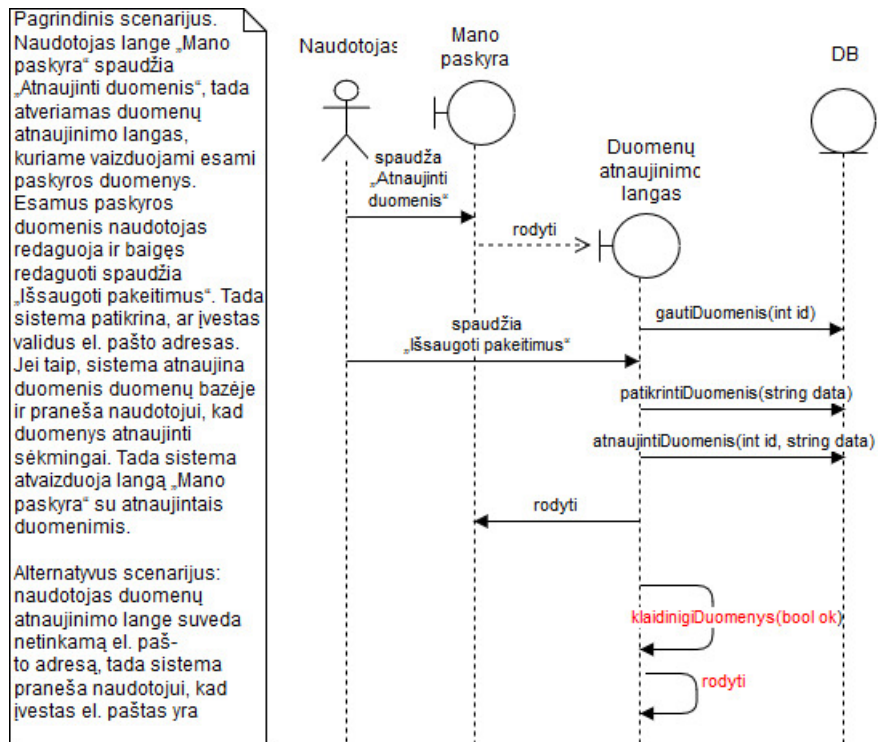 Pagrindinis scenarijus.
Naudotojas lange „Mano
paskyra“ spaudžia
„Atnaujinti duomenis“, tada
atveriamas duomenų
atnaujinimo langas,
kuriame vaizduojami esami
paskyros duomenys.
Esamus paskyros
duomenis naudotojas
redaguoja ir baigęs
redaguoti spaudžia
„Išsaugoti pakeitimus“. Tada
sistema patikrina, ar įvestas
validus el. pašto adresas.
Jei taip, sistema atnaujina
duomenis duomenų bazėje
ir praneša naudotojui, kad
duomenys atnaujinti
sėkmingai. Tada sistema
atvaizduoja langą „Mano
paskyra“ su atnaujintais
duomenimis.
Alternatyvus scenarijus:
naudotojas duomenų
atnaujinimo lange suveda
netinkamą el. paš-
to adresą, tada sistema
praneša naudotojui, kad
įvestas el. paštas yra
Naudotojas
Mano
paskyra
DB
Duomenų
atnaujinimo
langas
spaudža
„Atnaujinti
duomenis“
rodyti
gautiDuomenis(int id)
spaudžia
„Išsaugoti pakeitimus“
patikrintiDuomenis(string data)
atnaujintiDuomenis(int id, string data)
rodyti
klaidinigiDuomenys(bool ok)
rodyti